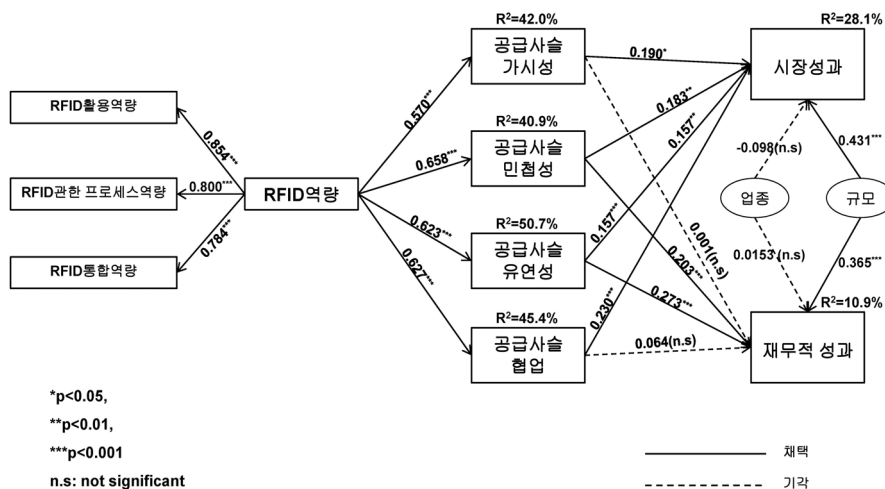 R²=42.0%
공급사슬
가시성
R²=28.1%
시장성과
0.190*
0.570***
0.183**
0.157**
RFID활용역량
0.854***
R²=40.9%
공급사슬
민첩성
0.658***
-0.098(n.s)
0.431***
RFID관한 프로세스역량
0.800***
RFID역량
업종
규모
0.784***
0.623***
R²=50.7%
공급사슬
유연성
0.157***
0.001(n.s)
0.203***
0.0153 (n.s)
0.365***
RFID통합역량
0.627***
0.273***
0.230***
R²=45.4%
공급사슬
협업
0.064(n.s)
R²=10.9%
재무적 성과
*p<0.05,
**p<0.01,
***p<0.001
n.s: not significant
채택
기각